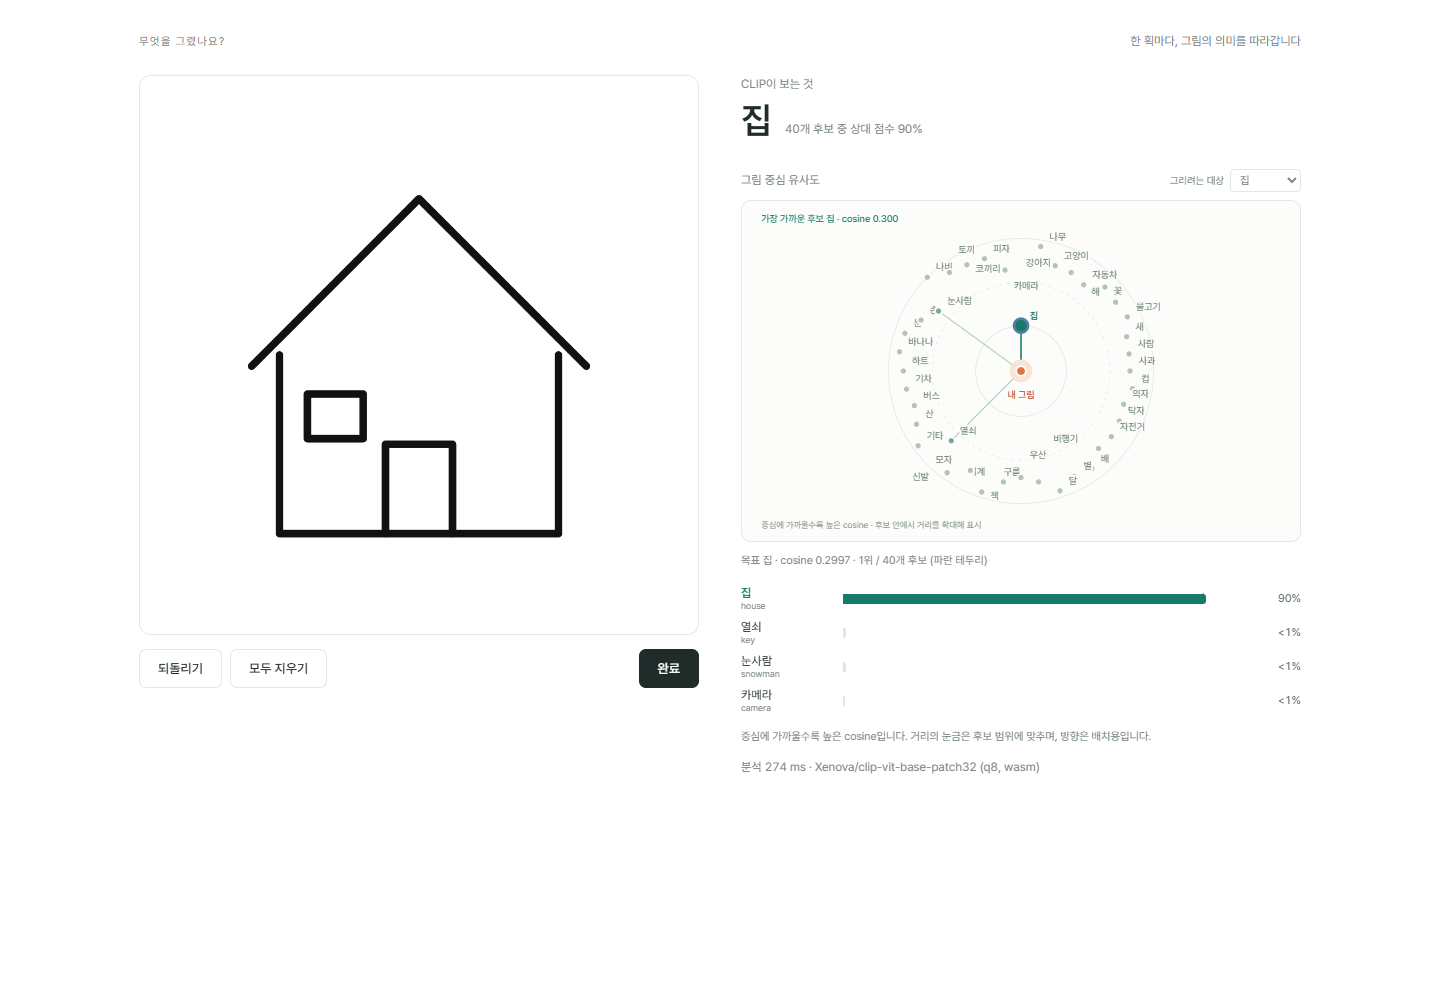 무엇을 그렸나요?
한 획마다, 그림의 의미를 따라갑니다
CLIP이 보는 것
집 40개 후보 중 상대 점수 90%
그림 중심 유사도
그리려는 대상 집
가장 가까운 후보 집 · cosine 0.300
나무
토끼 피자
고양이
나비 코끼리 강아지
자동차
카메라
해 꽃
눈사람
물고기
집
눈
새
바나나
사람
하트
사과
기차
컵
버스
내 그림
의자
산
탁자
기타 열쇠
자전거
비행기
모자
우산
배
별
신발
구름
달
책
중심에 가까울수록 높은 cosine · 후보 안에서 거리를 확대해 표시
목표 집 · cosine 0.2997 · 1위 / 40개 후보 (파란 테두리)
집 90%
house
열쇠 <1%
key
눈사람 <1%
snowman
카메라 <1%
camera
중심에 가까울수록 높은 cosine입니다. 거리의 눈금은 후보 범위에 맞추며, 방향은 배치용입니다.
분석 274 ms · Xenova/clip-vit-base-patch32 (q8, wasm)
되돌리기
모두 지우기
완료